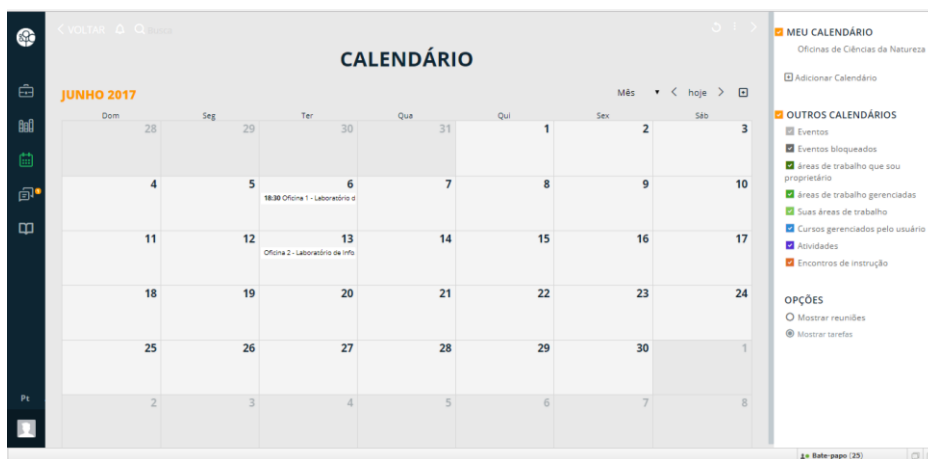 VOLTAR
Busca
CALENDÁRIO
JUNHO 2017
Mês hoje
Dom Seg Ter Qua Qui Sex Sáb
28 29 30 31 1 2 3
4 5 6 7 8 9 10
18:30 Oficina 1 - Laboratório d
11 12 13 14 15 16 17
Oficina 2 - Laboratório de Info
18 19 20 21 22 23 24
25 26 27 28 29 30 1
2 3 4 5 6 7 8
Pt
MEU CALENDÁRIO
Oficinas de Ciências da Natureza
Adicionar Calendário
OUTROS CALENDÁRIOS
Eventos
Eventos bloqueados
áreas de trabalho que sou
proprietário
áreas de trabalho gerenciadas
Suas áreas de trabalho
Cursos gerenciados pelo usuário
Atividades
Encontros de instrução
OPÇÕES
Mostrar reuniões
Mostrar tarefas
Bate-papo (25)